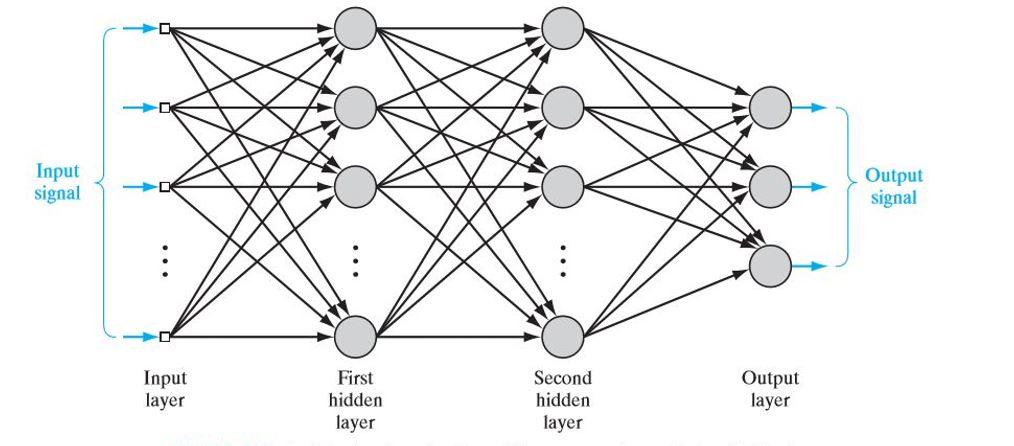 Input
signal
Output
signal
Input
layer
First
hidden
layer
Second
hidden
layer
Output
layer